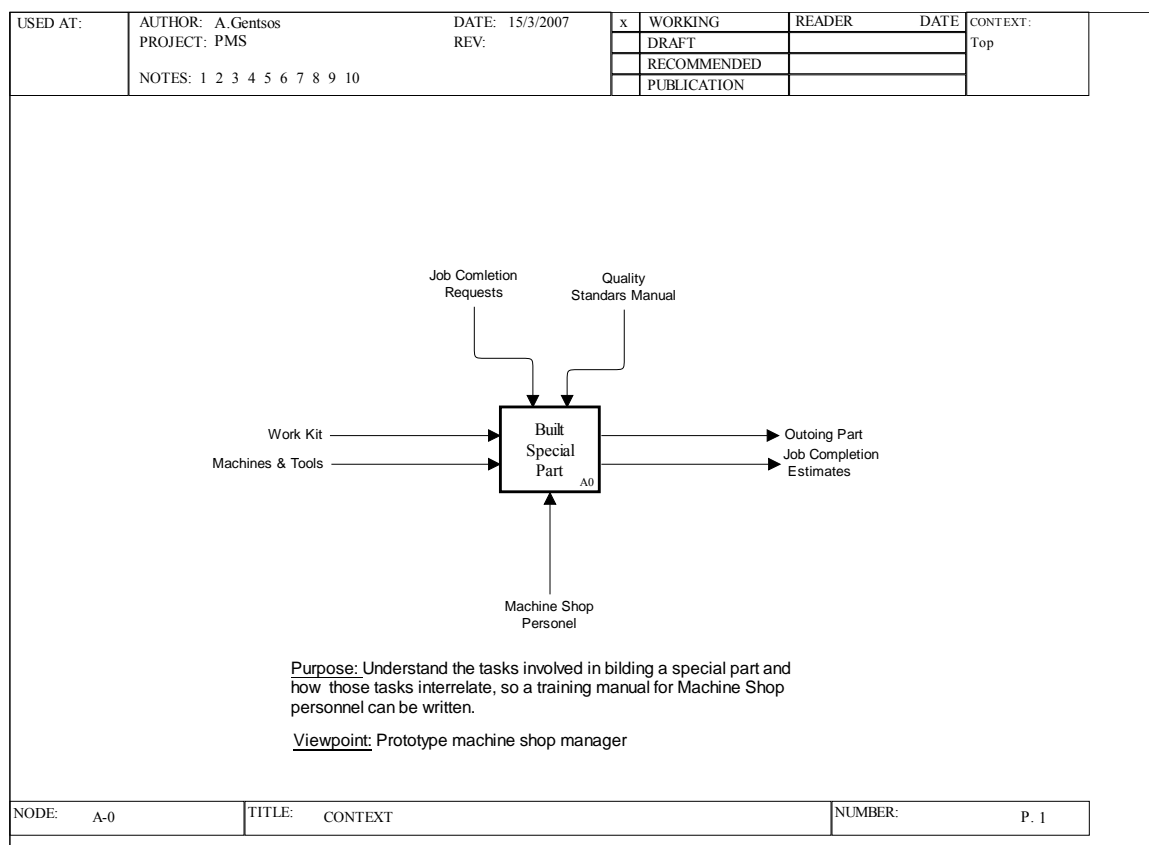 USED AT:
AUTHOR: A.Gentsos
DATE: 15/3/2007
PROJECT: PMS
REV:
NOTES: 1 2 3 4 5 6 7 8 9 10
x WORKING
DRAFT
RECOMMENDED
PUBLICATION
READER DATE
CONTEXT:
Top
Job Comletion
Requests
Quality
Standars Manual
Work Kit
Machines & Tools
Built
Special
Part
A0
Outoing Part
Job Completion
Estimates
Machine Shop
Personel
Purpose: Understand the tasks involved in bilding a special part and
how those tasks interrelate, so a training manual for Machine Shop
personnel can be written.
Viewpoint: Prototype machine shop manager
NODE: A-0
TITLE: CONTEXT
NUMBER: P. 1